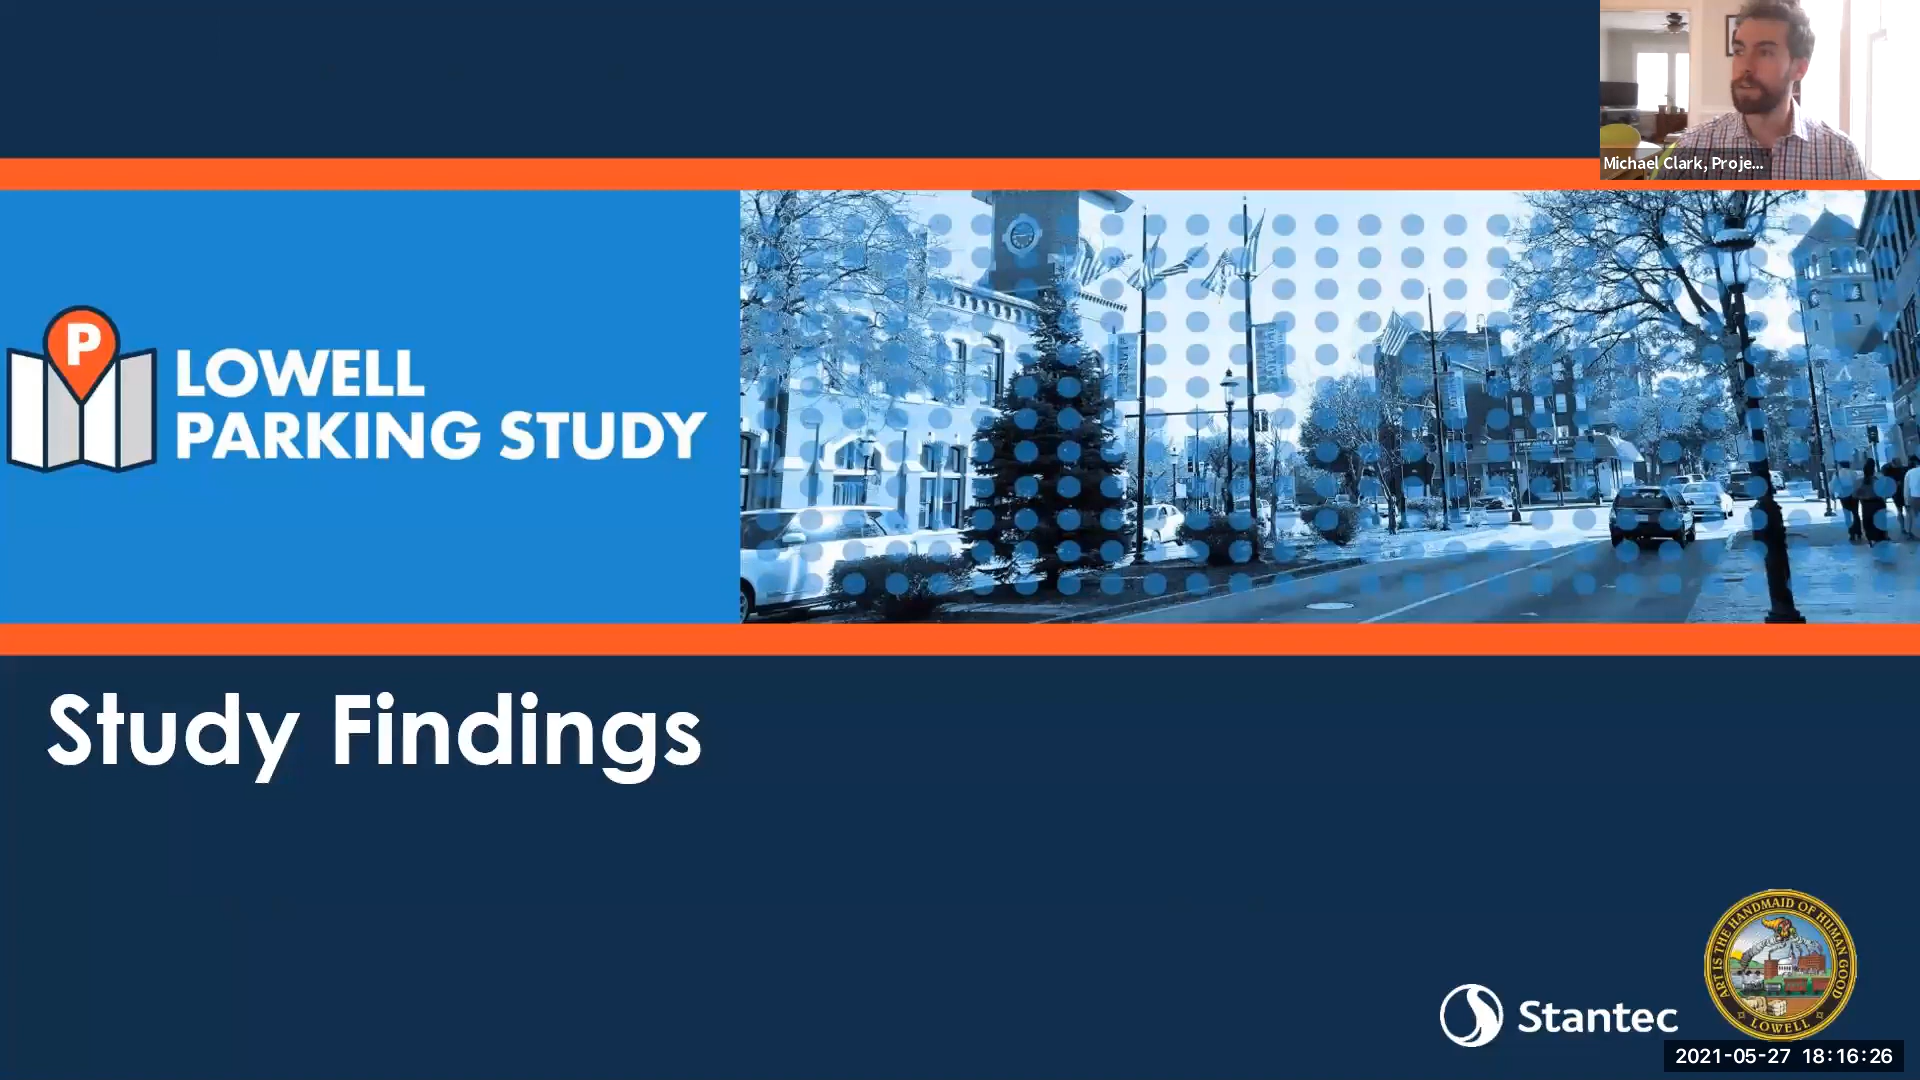 Michael Clark, Proje...
P
LOWELL
PARKING STUDY
Study Findings
Stantec
ART IS THE HANDMAID OF HUMAN GOOD
LOWELL
2021-05-27 18:16:26